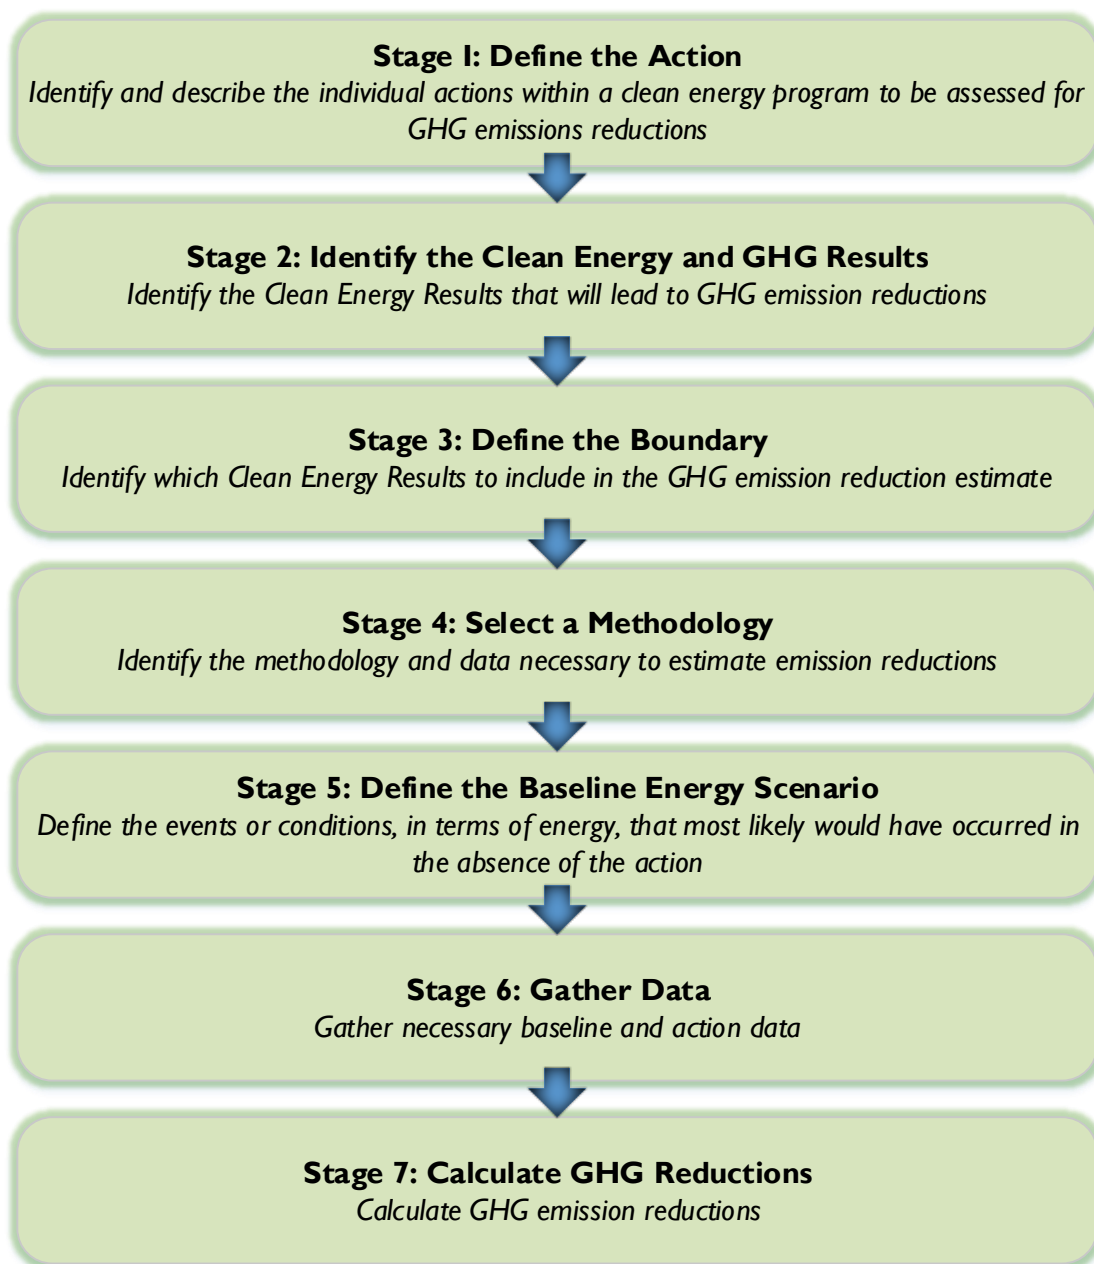 Stage 1: Define the Action
Identify and describe the individual actions within a clean energy program to be assessed for
GHG emissions reductions
Stage 2: Identify the Clean Energy and GHG Results
Identify the Clean Energy Results that will lead to GHG emission reductions
Stage 3: Define the Boundary
Identify which Clean Energy Results to include in the GHG emission reduction estimate
Stage 4: Select a Methodology
Identify the methodology and data necessary to estimate emission reductions
Stage 5: Define the Baseline Energy Scenario
Define the events or conditions, in terms of energy, that most likely would have occurred in
the absence of the action
Stage 6: Gather Data
Gather necessary baseline and action data
Stage 7: Calculate GHG Reductions
Calculate GHG emission reductions